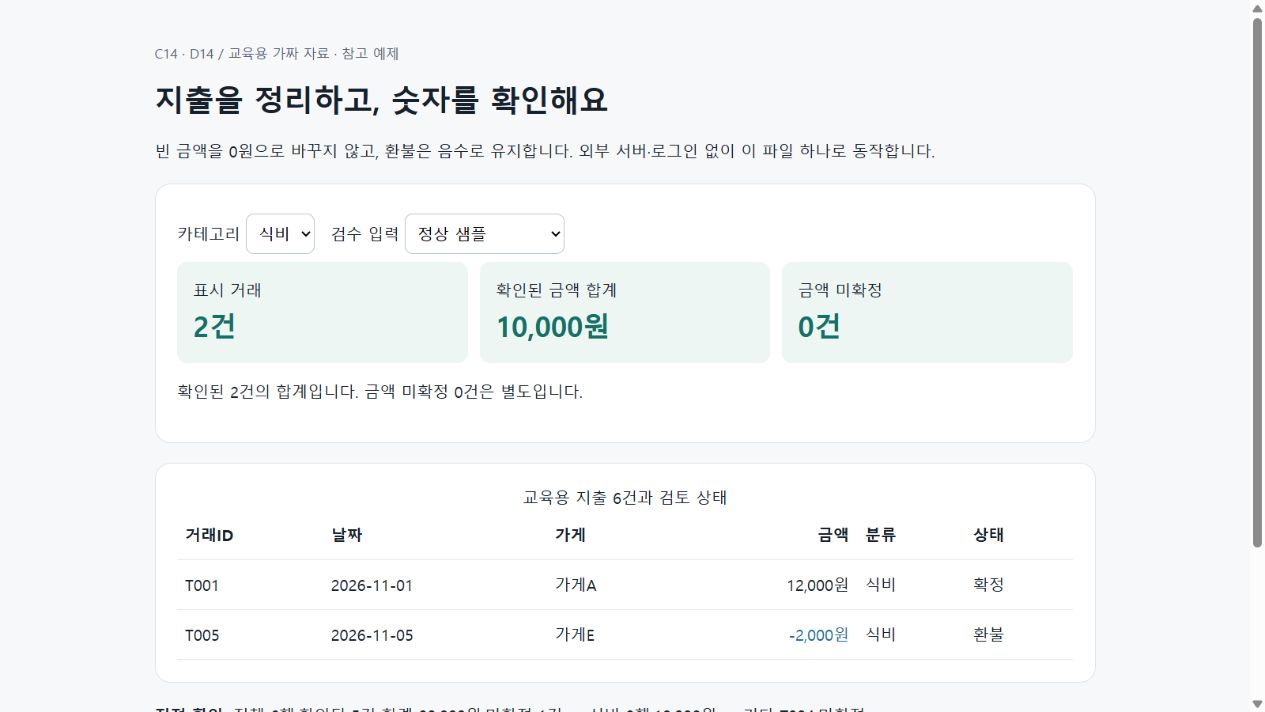 C14 · D14 / 교육용 가짜 자료 · 참고 예제
지출을 정리하고, 숫자를 확인해요
빈 금액을 0원으로 바꾸지 않고, 환불은 음수로 유지합니다. 외부 서버·로그인 없이 이 파일 하나로 동작합니다.
카테고리 식비 검수 입력 정상 샘플
표시 거래 확인된 금액 합계 금액 미확정
2건 10,000원 0건
확인된 2건의 합계입니다. 금액 미확정 0건은 별도입니다.
교육용 지출 6건과 검토 상태
거래ID 날짜 가게 금액 분류 상태
T001 2026-11-01 가게A 12,000원 식비 확정
T005 2026-11-05 가게E -2,000원 식비 환불